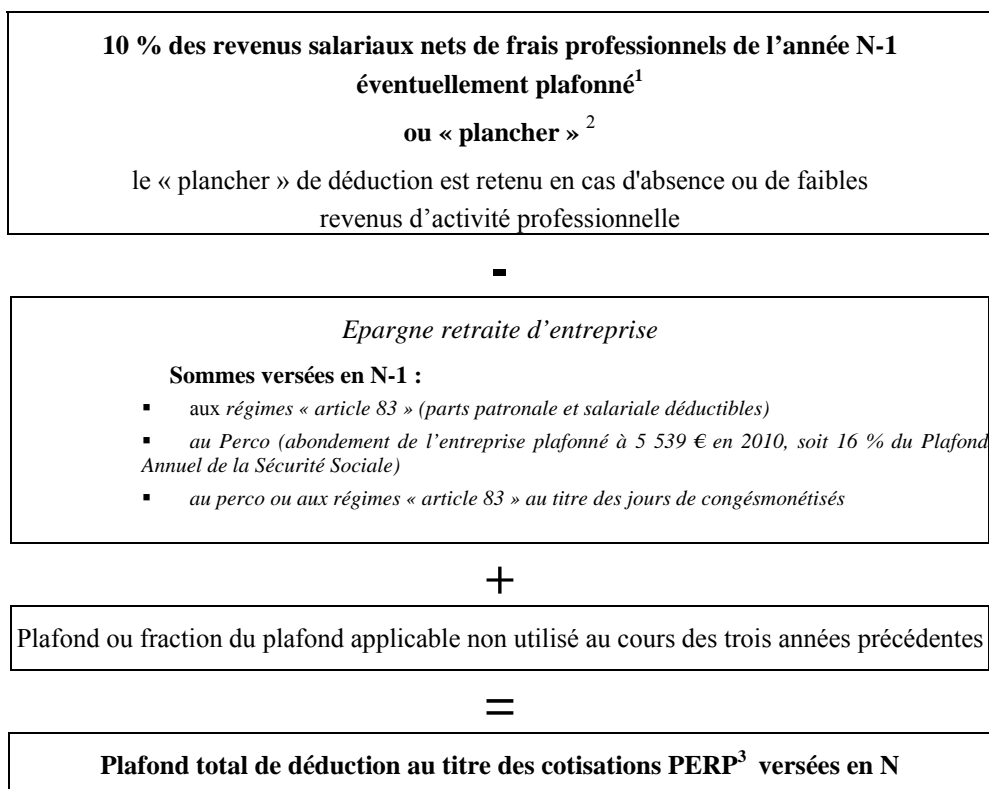 10 % des revenus salariaux nets de frais professionnels de l’année N-1
éventuellement plafonné1
ou « plancher » 2
le « plancher » de déduction est retenu en cas d'absence ou de faibles
revenus d’activité professionnelle
-
Epargne retraite d’entreprise
Sommes versées en N-1 :
▪ aux régimes « article 83 » (parts patronale et salariale déductibles)
▪ au Perco (abondement de l’entreprise plafonné à 5 539 € en 2010, soit 16 % du Plafond
Annuel de la Sécurité Sociale)
▪ au perco ou aux régimes « article 83 » au titre des jours de congésmonétisés
+
Plafond ou fraction du plafond applicable non utilisé au cours des trois années précédentes
=
Plafond total de déduction au titre des cotisations PERP3 versées en N